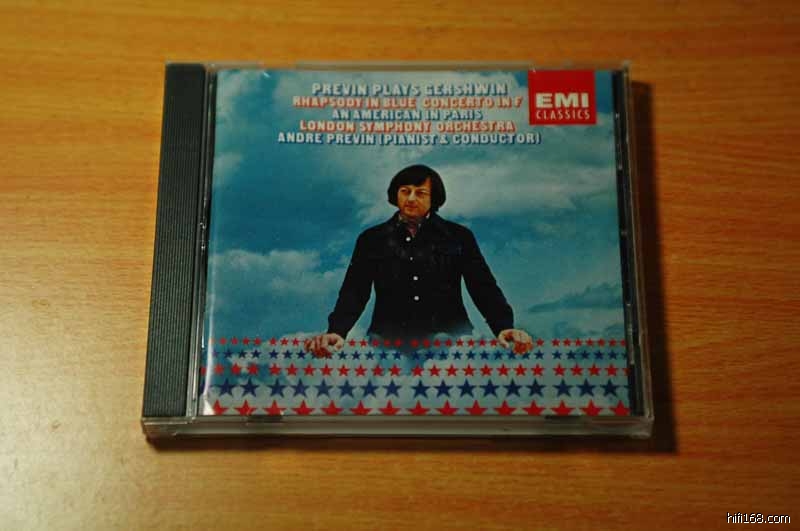 PREVIN PLAYS GERSHWIN
RHAPSODY IN BLUE CONCERTO IN F
AN AMERICAN IN PARIS
LONDON SYMPHONY ORCHESTRA
ANDRE PREVIN (PIANIST & CONDUCTOR)
EMI
CLASSICS
hifi168.com